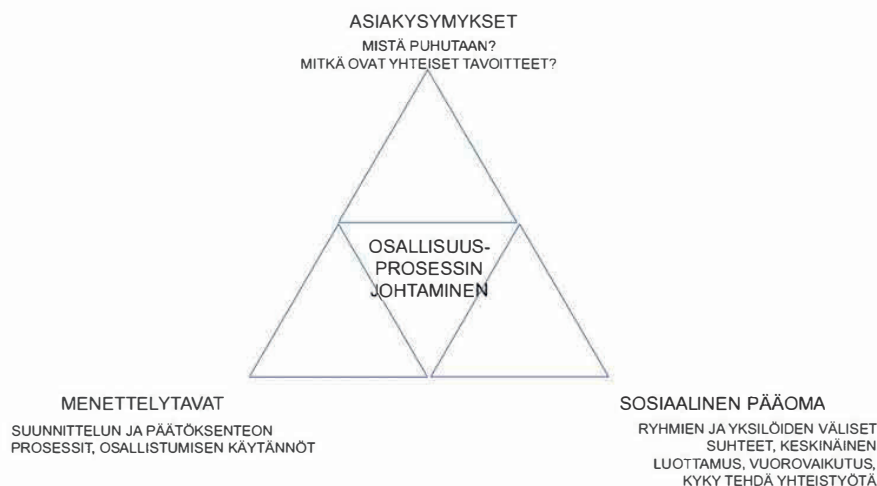 ASIAKYSYMYKSET
MISTÄ PUHUTAAN?
MITKÄ OVAT YHTEISET TAVOITTEET?
OSALLISUUS-
PROSESSIN
JOHTAMINEN
MENETTELYTAVAT
SUUNNITTELUN JA PÄÄTÖKSENTEON
PROSESSIT, OSALLISTUMISEN KÄYTÄNNÖT
SOSIAALINEN PÄÄOMA
RYHMIEN JA YKSILÖIDEN VÄLISET
SUHTEET, KESKINÄINEN
LUOTTAMUS, VUOROVAIKUTUS,
KYKY TEHDÄ YHTEISTYÖTÄ